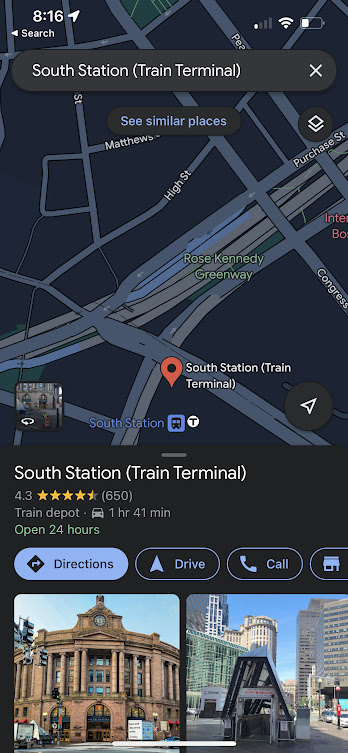 8:16
Search
South Station (Train Terminal)
See similar places
Pea
St
Matthews
High St
Purchase St
Rose Kennedy
Greenway
Inter
Bos
Congress
South Station (Train
Terminal)
South Station
T
South Station (Train Terminal)
4.3 (650)
Train depot · 1 hr 41 min
Open 24 hours
Directions
Drive
Call